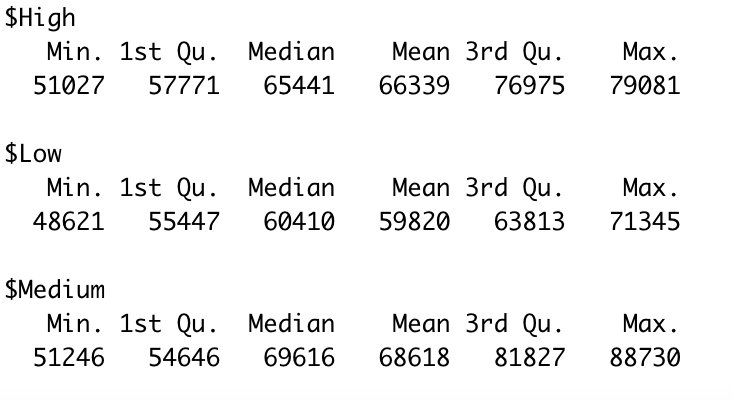 $High
   Min. 1st Qu.  Median    Mean 3rd Qu.    Max.
  51027   57771   65441   66339   76975   79081
$Low
   Min. 1st Qu.  Median    Mean 3rd Qu.    Max.
  48621   55447   60410   59820   63813   71345
$Medium
   Min. 1st Qu.  Median    Mean 3rd Qu.    Max.
  51246   54646   69616   68618   81827   88730